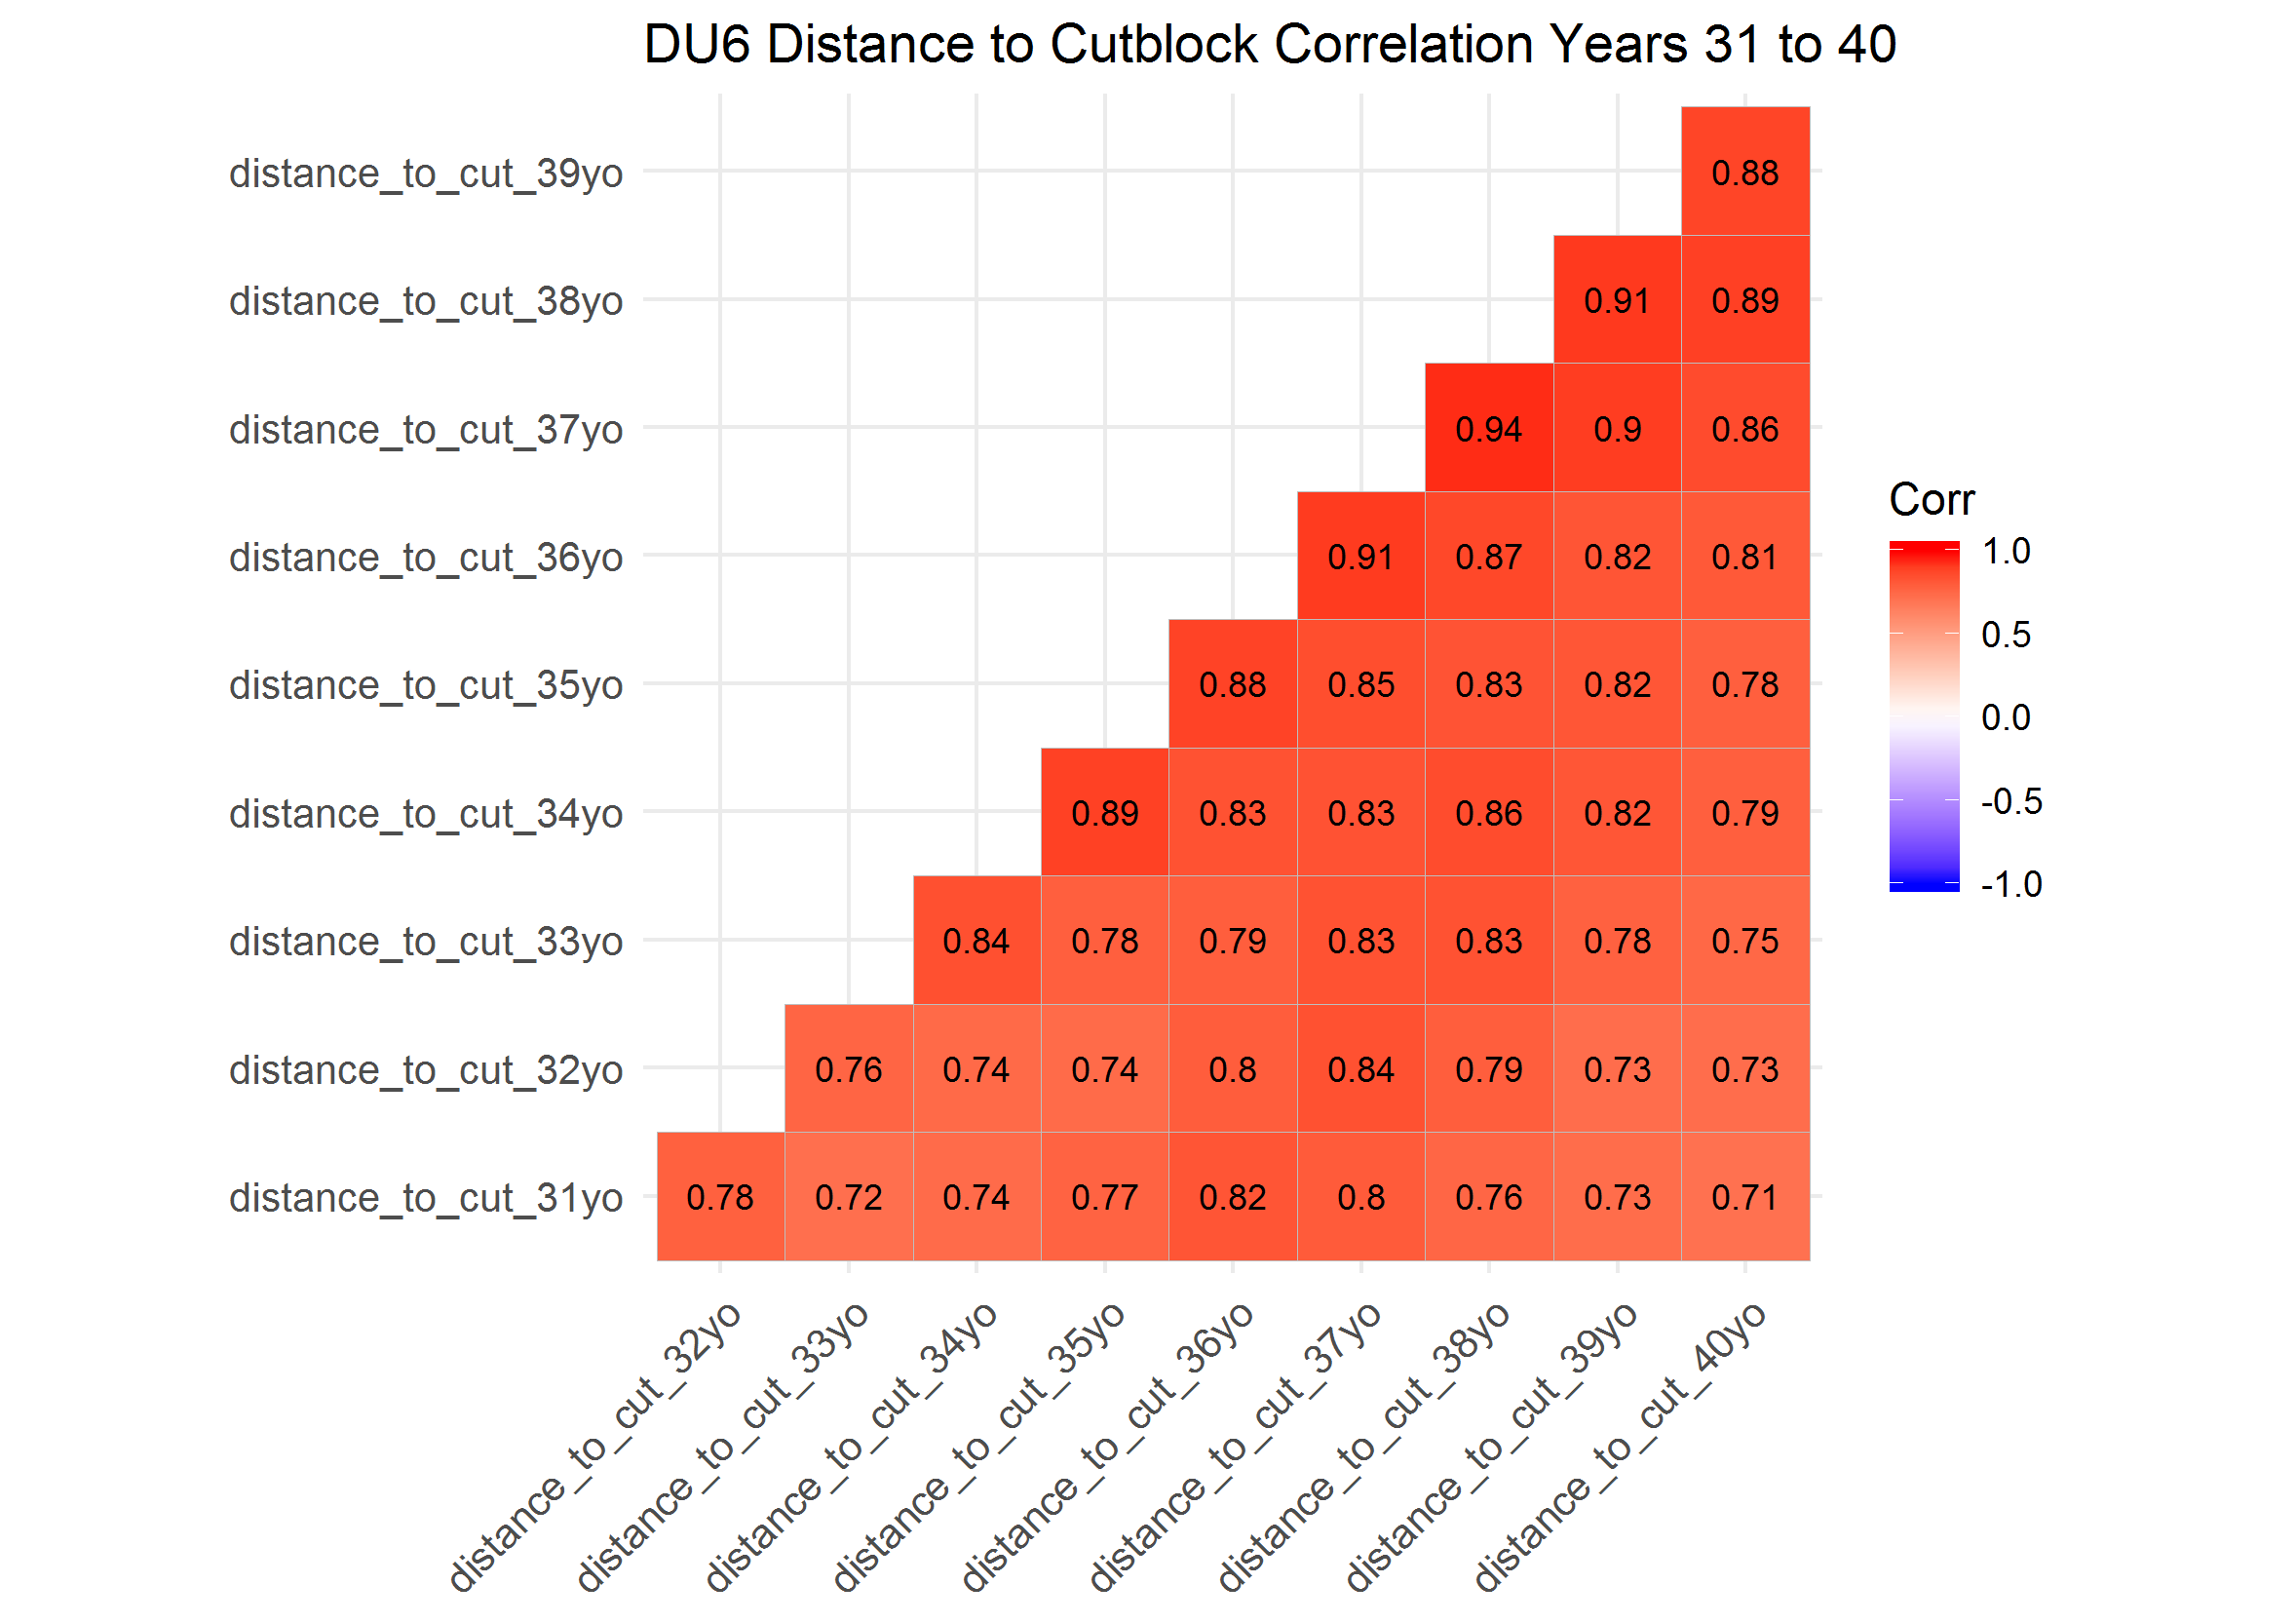 DU6 Distance to Cutblock Correlation Years 31 to 40
distance_to_cut_39yo 0.88
distance_to_cut_38yo 0.91 0.89
distance_to_cut_37yo 0.94 0.9 0.86
distance_to_cut_36yo 0.91 0.87 0.82 0.81
distance_to_cut_35yo 0.88 0.85 0.83 0.82 0.78
distance_to_cut_34yo 0.89 0.83 0.83 0.86 0.82 0.79
distance_to_cut_33yo 0.84 0.78 0.79 0.83 0.83 0.78 0.75
distance_to_cut_32yo 0.76 0.74 0.74 0.8 0.84 0.79 0.73 0.73
distance_to_cut_31yo 0.78 0.72 0.74 0.77 0.82 0.8 0.76 0.73 0.71
distance_to_cut_32yo
distance_to_cut_33yo
distance_to_cut_34yo
distance_to_cut_35yo
distance_to_cut_36yo
distance_to_cut_37yo
distance_to_cut_38yo
distance_to_cut_39yo
distance_to_cut_40yo
Corr
1.0
0.5
0.0
-0.5
-1.0